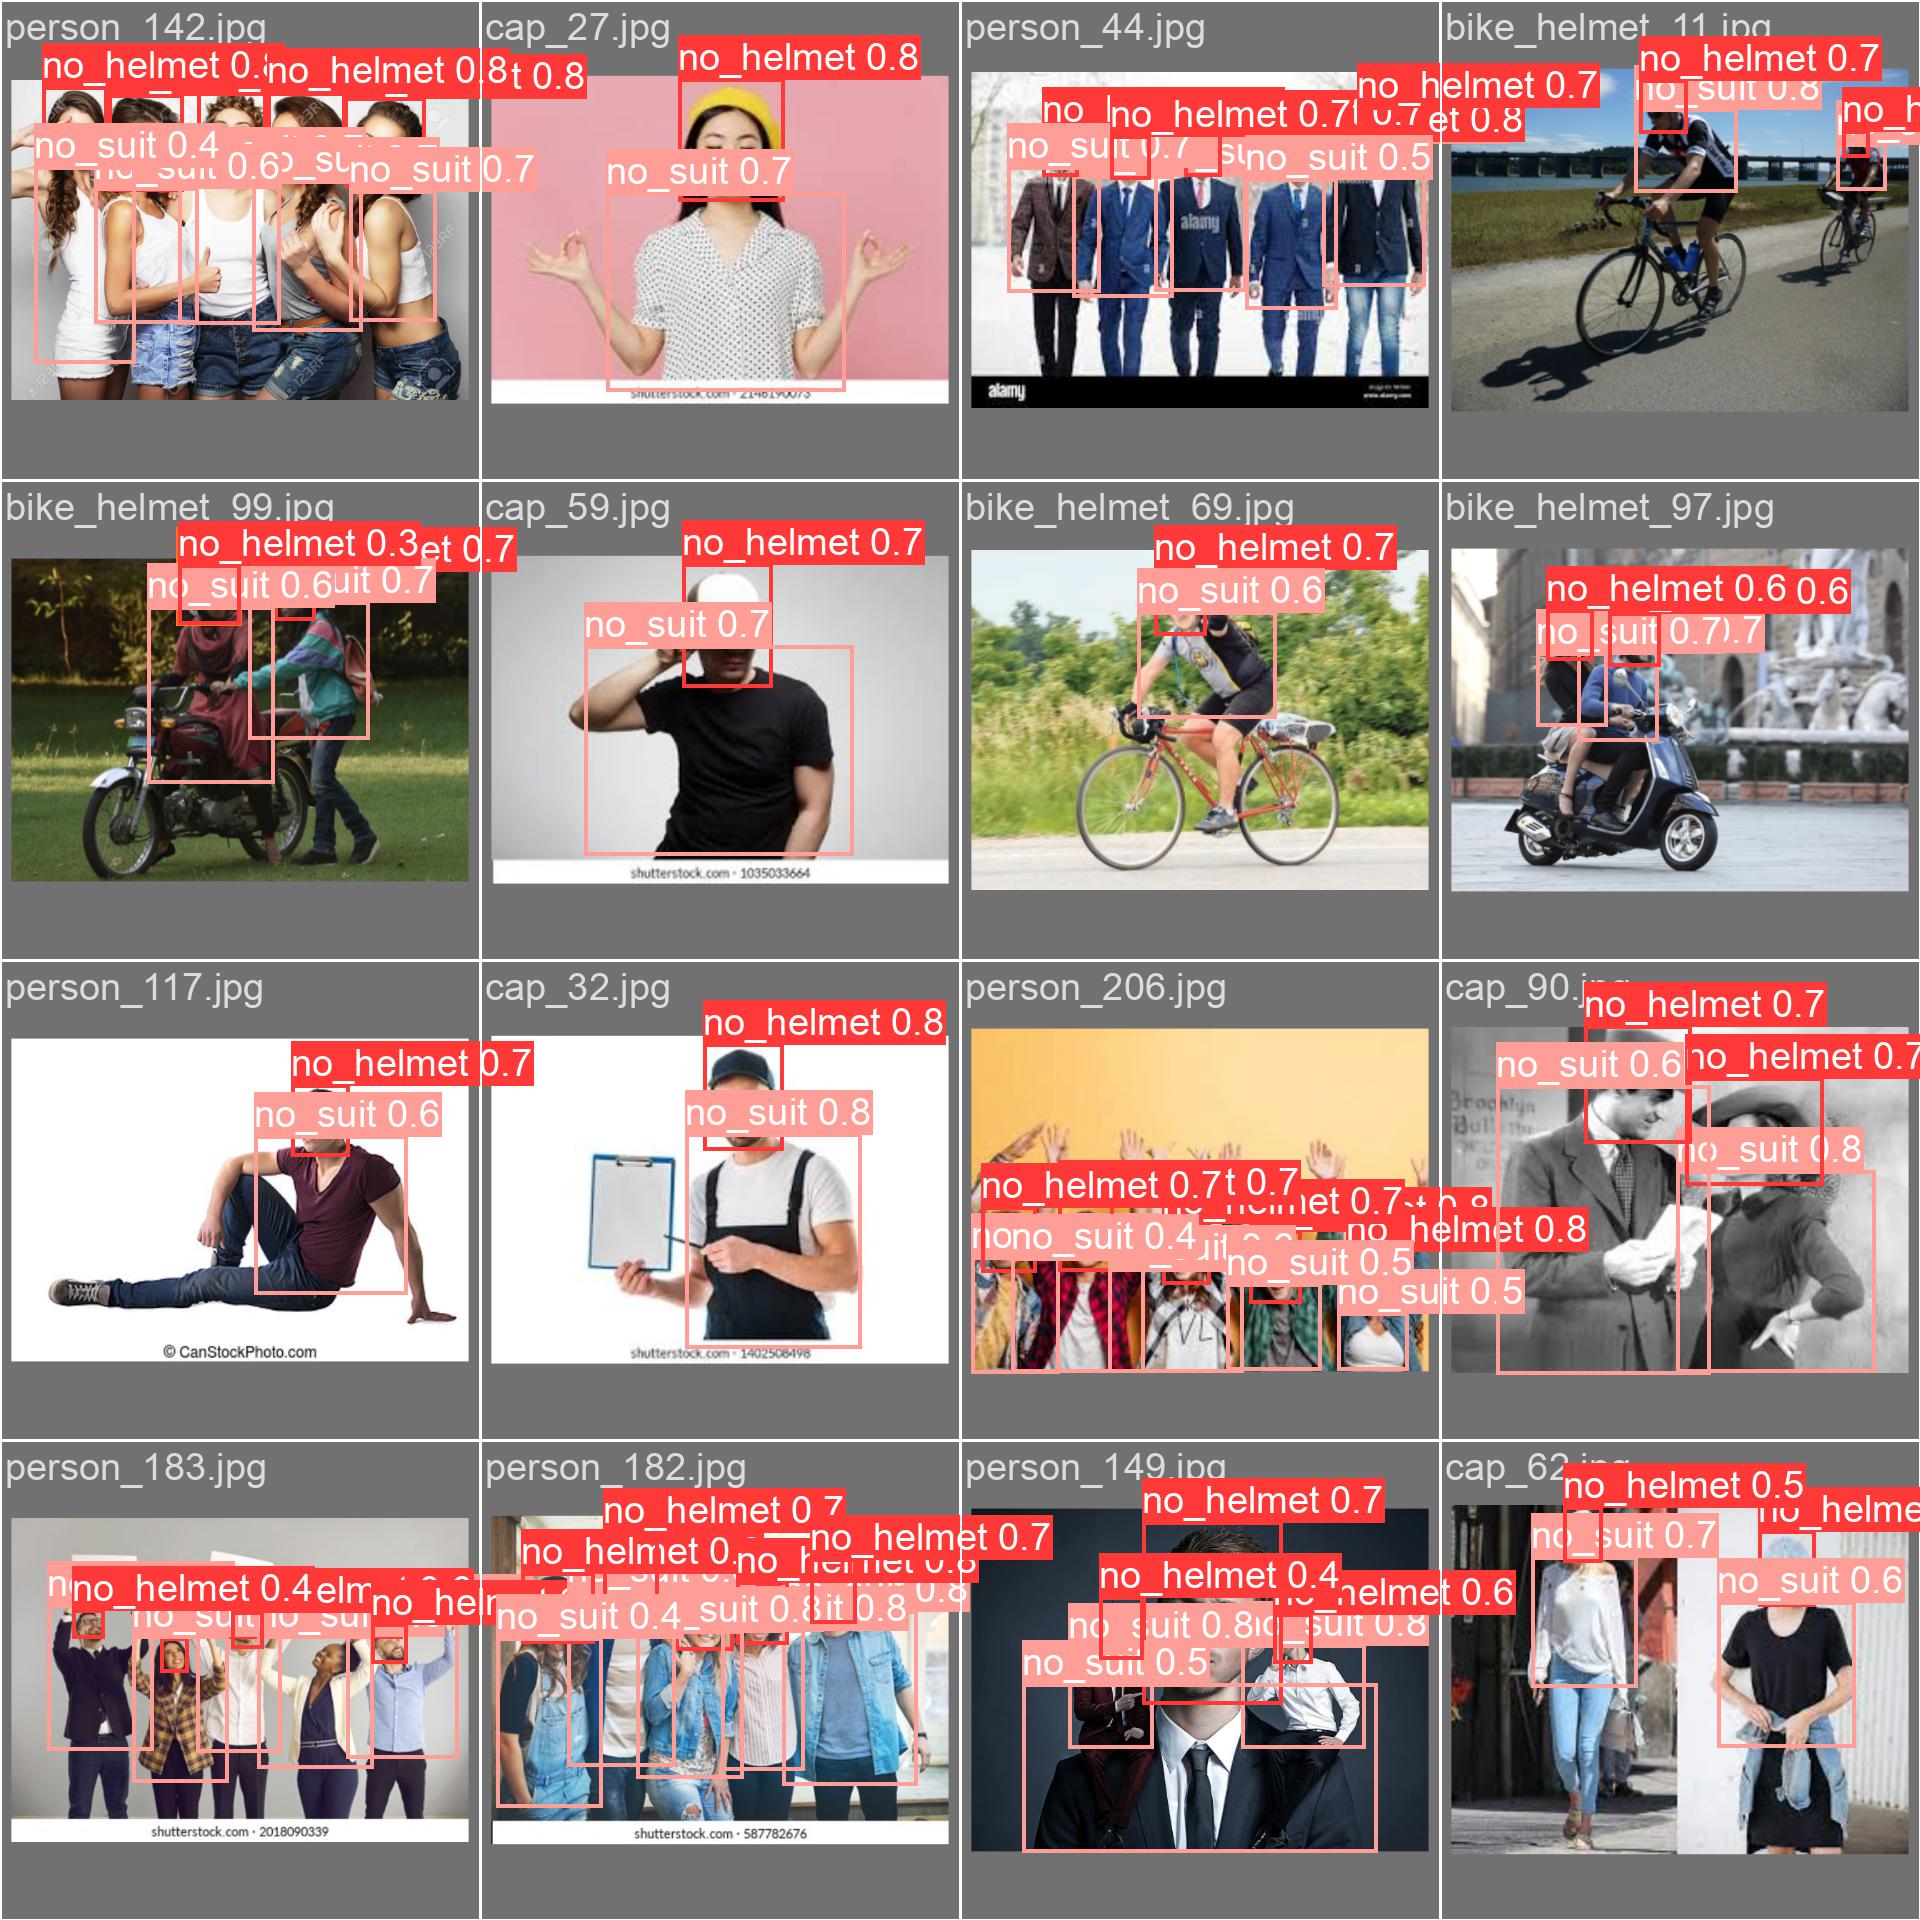 person_142.jpg
no_helmet 0.8
no_helmet 0.8
t 0.8
no_suit 0.4
no_suit 0.6
no_suit 0.7
cap_27.jpg
no_helmet 0.8
no_suit 0.7
shutterstock.com · 2146190073
person_44.jpg
no_helmet 0.7
no_helmet 0.7
0.7
et 0.8
no_suit 0.7
no_suit 0.5
alamy
alamy
bike_helmet_11.jpg
no_helmet 0.7
no_suit 0.8
no_h
bike_helmet_99.jpg
no_helmet 0.3
et 0.7
no_suit 0.6
uit 0.7
cap_59.jpg
no_helmet 0.7
no_suit 0.7
shutterstock.com · 1035033664
bike_helmet_69.jpg
no_helmet 0.7
no_suit 0.6
bike_helmet_97.jpg
no_helmet 0.6
0.6
no_suit 0.7
0.7
person_117.jpg
no_helmet 0.7
no_suit 0.6
© CanStockPhoto.com
cap_32.jpg
no_helmet 0.8
no_suit 0.8
shutterstock.com · 1402508498
person_206.jpg
no_helmet 0.7
t 0.7
met 0.7
no_helmet 0.8
no_suit 0.4
no_suit 0.5
no_suit 0.5
cap_90.jpg
no_helmet 0.7
no_helmet 0.7
no_suit 0.6
no_suit 0.8
Brooklyn
person_183.jpg
no_helmet 0.4
no_hel
shutterstock.com · 2018090339
person_182.jpg
no_helmet 0.7
no_helmet 0.
no_helmet 0.7
no_suit 0.4
suit 0.8
it 0.8
0.8
shutterstock.com · 587782676
person_149.jpg
no_helmet 0.7
no_helmet 0.4
no_helmet 0.6
no_suit 0.8
no_suit 0.8
no_suit 0.5
cap_62.jpg
no_helmet 0.5
no_helme
no_suit 0.7
no_suit 0.6